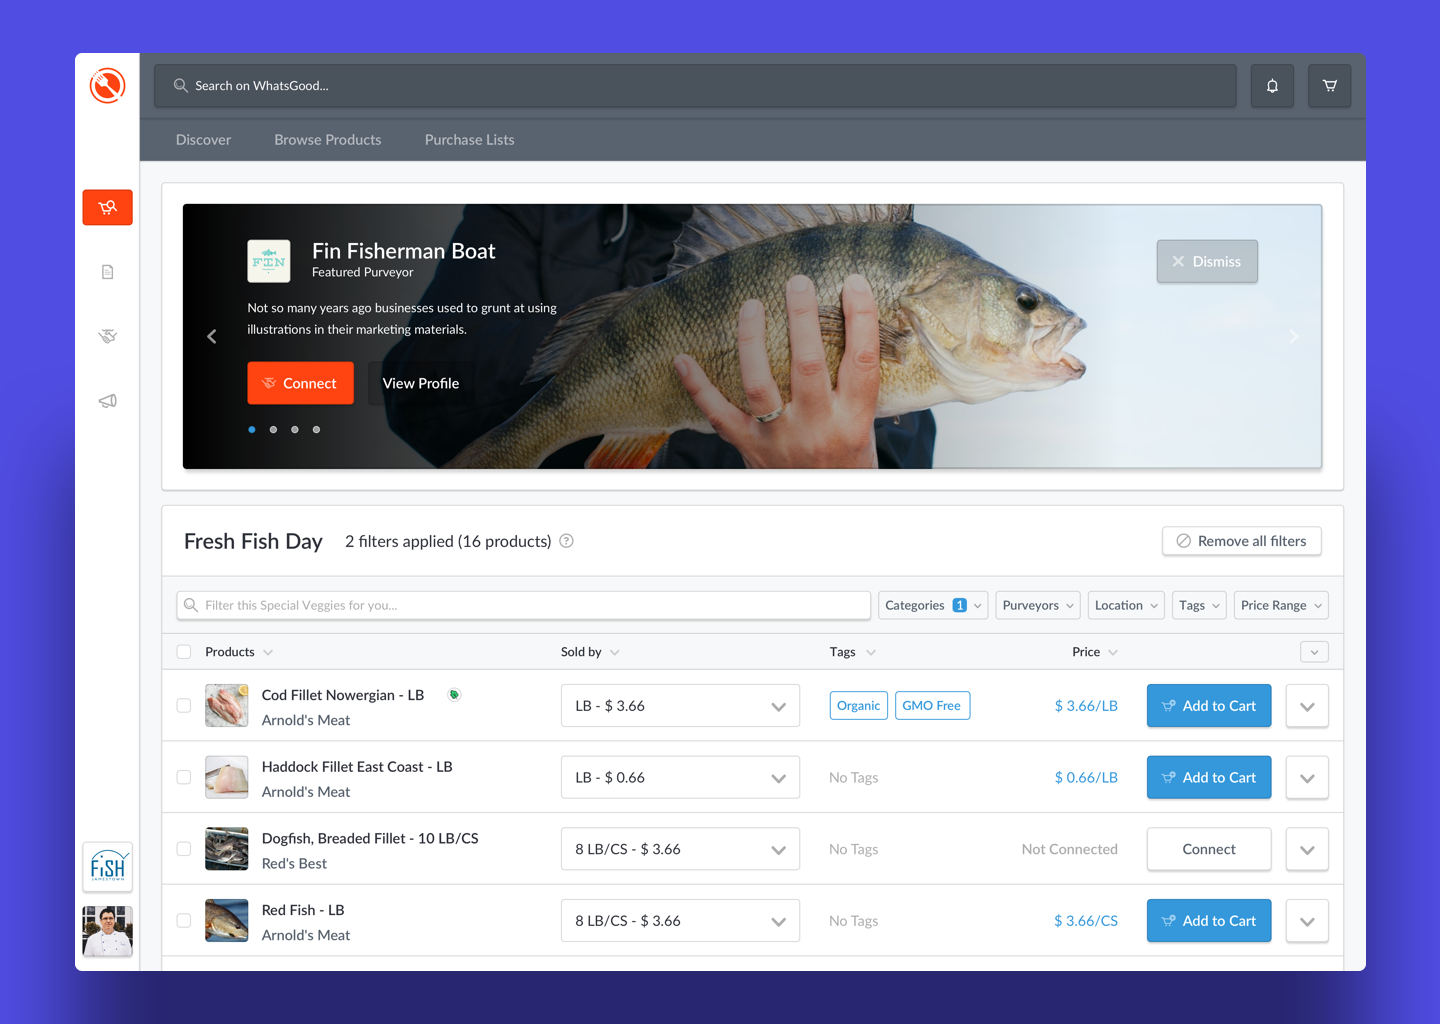 Search on WhatsGood...
Discover
Browse Products
Purchase Lists
FIN
Fin Fisherman Boat
Featured Purveyor
Dismiss
Not so many years ago businesses used to grunt at using
illustrations in their marketing materials.
Connect
View Profile
Fresh Fish Day
2 filters applied (16 products)
?
Remove all filters
Filter this Special Veggies for you...
Categories 1
Purveyors
Location
Tags
Price Range
Products
Sold by
Tags
Price
Cod Fillet Nowergian - LB
Arnold's Meat
LB - $ 3.66
Organic
GMO Free
$ 3.66/LB
Add to Cart
Haddock Fillet East Coast - LB
Arnold's Meat
LB - $ 0.66
No Tags
$ 0.66/LB
Add to Cart
Dogfish, Breaded Fillet - 10 LB/CS
Red's Best
8 LB/CS - $ 3.66
No Tags
Not Connected
Connect
Red Fish - LB
Arnold's Meat
8 LB/CS - $ 3.66
No Tags
$ 3.66/CS
Add to Cart
FiSH
JAMESTOWN